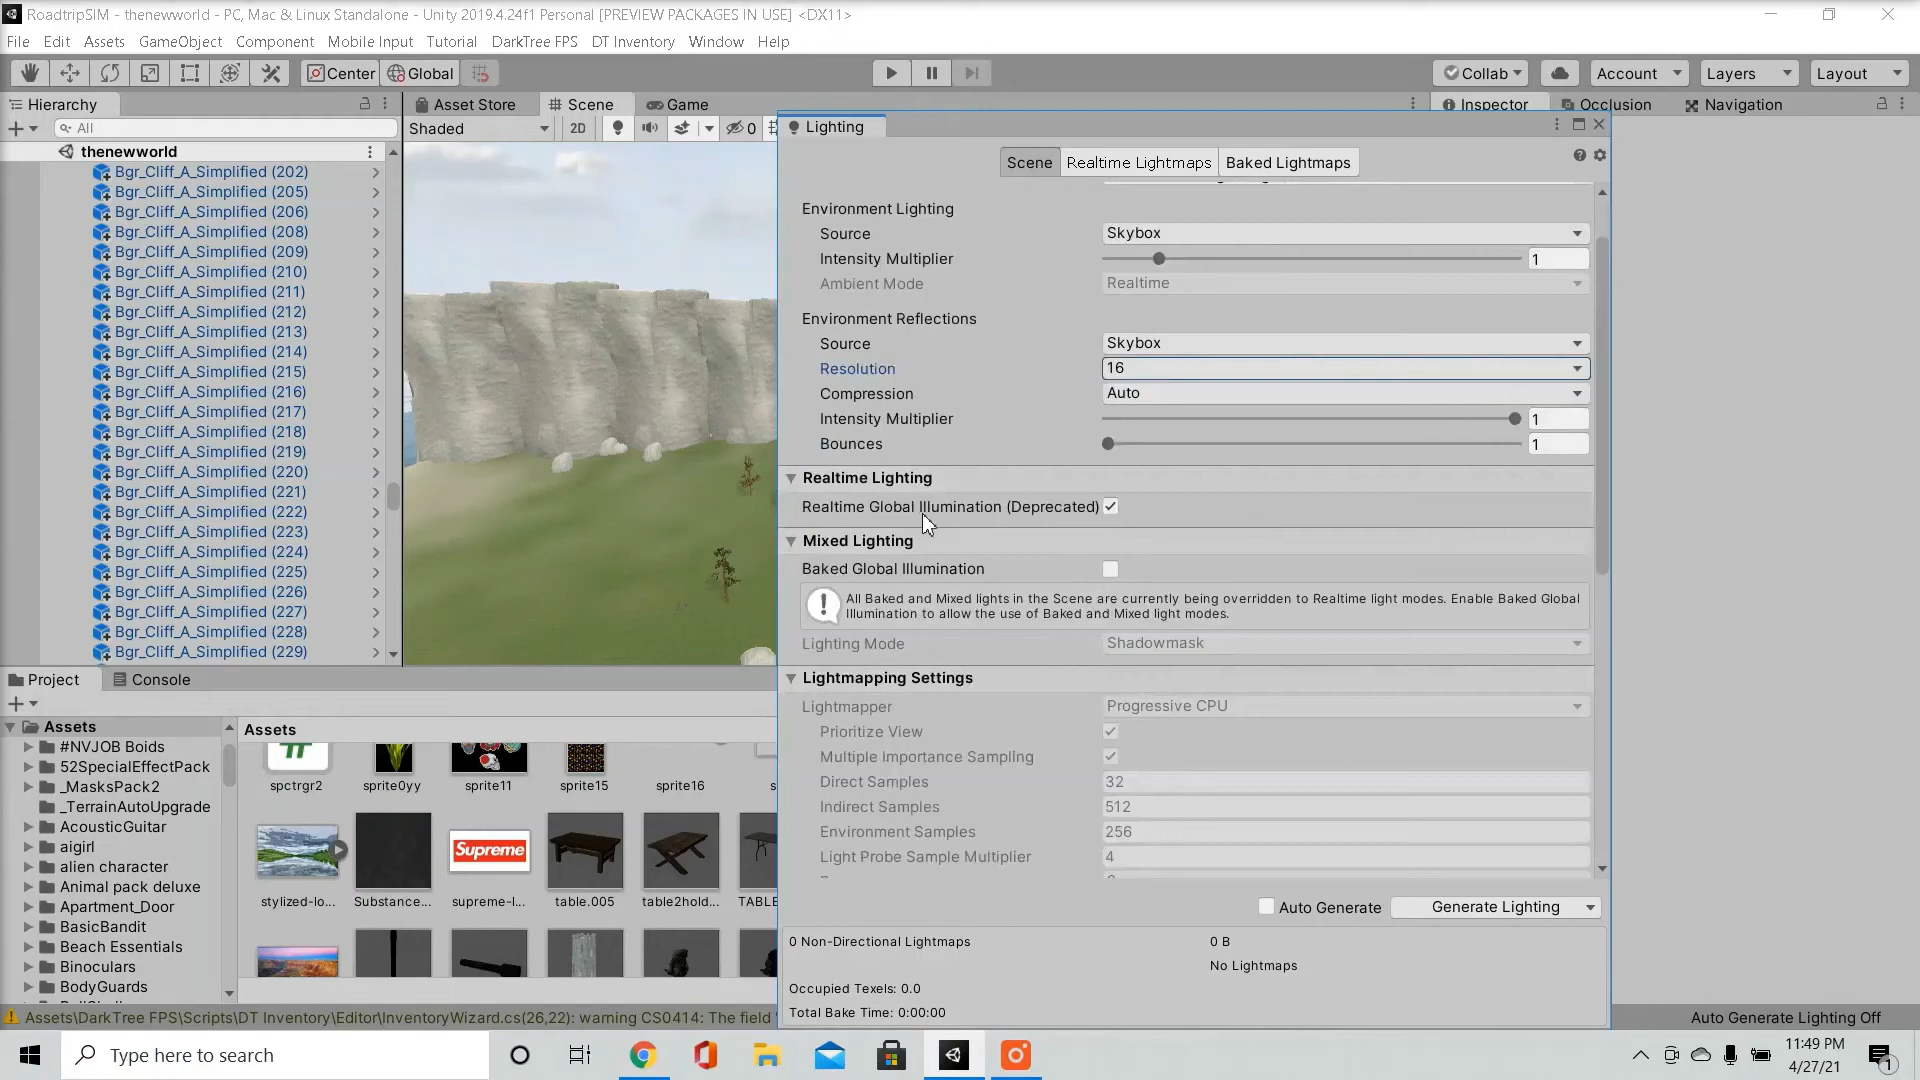 RoadtripSIM - thenewworld - PC, Mac & Linux Standalone - Unity 2019.4.24f1 Personal [PREVIEW PACKAGES IN USE] <DX11>
File Edit Assets GameObject Component Mobile Input Tutorial DarkTree FPS DT Inventory Window Help
Center Global Collab Account Layers Layout
Hierarchy Asset Store Scene Game Inspector Occlusion Navigation
All Shaded 2D 0 Lighting
thenewworld
Scene Realtime Lightmaps Baked Lightmaps
Bgr_Cliff_A_Simplified (202)
Bgr_Cliff_A_Simplified (205)
Bgr_Cliff_A_Simplified (206)
Bgr_Cliff_A_Simplified (208)
Bgr_Cliff_A_Simplified (209)
Bgr_Cliff_A_Simplified (210)
Bgr_Cliff_A_Simplified (211)
Bgr_Cliff_A_Simplified (212)
Bgr_Cliff_A_Simplified (213)
Bgr_Cliff_A_Simplified (214)
Bgr_Cliff_A_Simplified (215)
Bgr_Cliff_A_Simplified (216)
Bgr_Cliff_A_Simplified (217)
Bgr_Cliff_A_Simplified (218)
Bgr_Cliff_A_Simplified (219)
Bgr_Cliff_A_Simplified (220)
Bgr_Cliff_A_Simplified (221)
Bgr_Cliff_A_Simplified (222)
Bgr_Cliff_A_Simplified (223)
Bgr_Cliff_A_Simplified (224)
Bgr_Cliff_A_Simplified (225)
Bgr_Cliff_A_Simplified (226)
Bgr_Cliff_A_Simplified (227)
Bgr_Cliff_A_Simplified (228)
Bgr_Cliff_A_Simplified (229)
Environment Lighting
Source Skybox
Intensity Multiplier 1
Ambient Mode Realtime
Environment Reflections
Source Skybox
Resolution 16
Compression Auto
Intensity Multiplier 1
Bounces 1
Realtime Lighting
Realtime Global Illumination (Deprecated)
Mixed Lighting
Baked Global Illumination
All Baked and Mixed lights in the Scene are currently being overridden to Realtime light modes. Enable Baked Global
Illumination to allow the use of Baked and Mixed light modes.
Lighting Mode Shadowmask
Lightmapping Settings
Lightmapper Progressive CPU
Prioritize View
Multiple Importance Sampling
Direct Samples 32
Indirect Samples 512
Environment Samples 256
Light Probe Sample Multiplier 4
Auto Generate Generate Lighting
0 Non-Directional Lightmaps 0 B
No Lightmaps
Occupied Texels: 0.0
Total Bake Time: 0:00:00
Project Console
Assets
#NVJOB Boids
52SpecialEffectPack
_MasksPack2
_TerrainAutoUpgrade
AcousticGuitar
aigirl
alien character
Animal pack deluxe
Apartment_Door
BasicBandit
Beach Essentials
Binoculars
BodyGuards
Assets
spctrgr2 sprite0yy sprite11 sprite15 sprite16
Supreme
stylized-lo... Substance... supreme-l... table.005 table2hold... TABLE
Assets\DarkTree FPS\Scripts\DT Inventory\Editor\InventoryWizard.cs(26,22): warning CS0414: The field
Auto Generate Lighting Off
Type here to search
11:49 PM
4/27/21
1